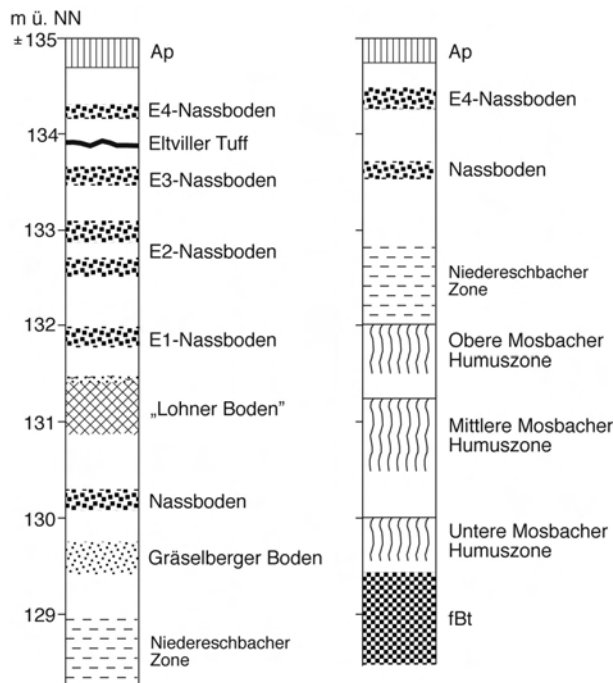 m ü. NN
±135
134
133
132
131
130
129
Ap
E4-Nassboden
Eltviller Tuff
E3-Nassboden
E2-Nassboden
E1-Nassboden
„Lohner Boden”
Nassboden
Gräselberger Boden
Niedereschbacher
Zone
Ap
E4-Nassboden
Nassboden
Niedereschbacher
Zone
Obere Mosbacher
Humuszone
Mittlere Mosbacher
Humuszone
Untere Mosbacher
Humuszone
fBt